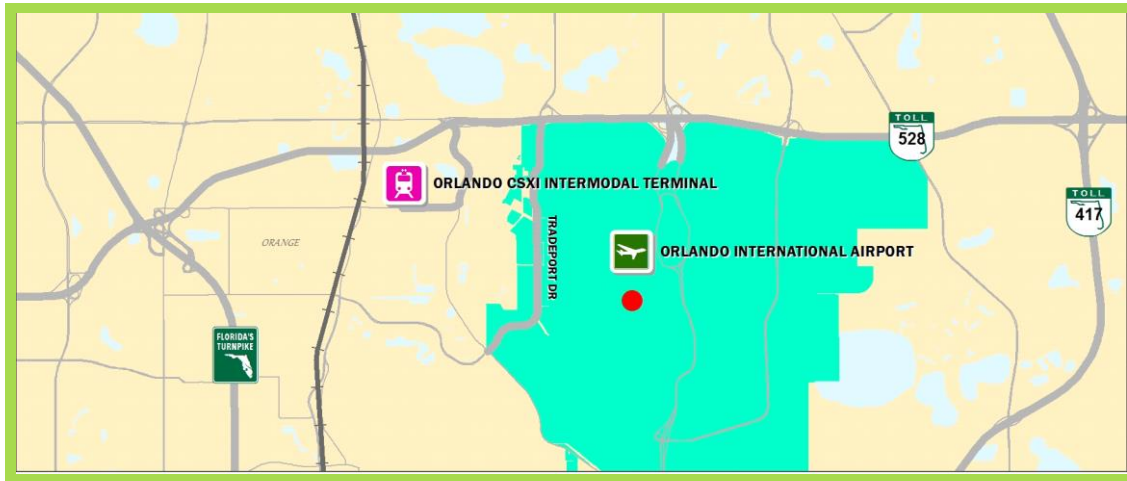 TOLL
528
ORLANDO CSXI INTERMODAL TERMINAL
TOLL
417
TRADEPORT DR
ORANGE
ORLANDO INTERNATIONAL AIRPORT
FLORIDA'S
TURNPIKE